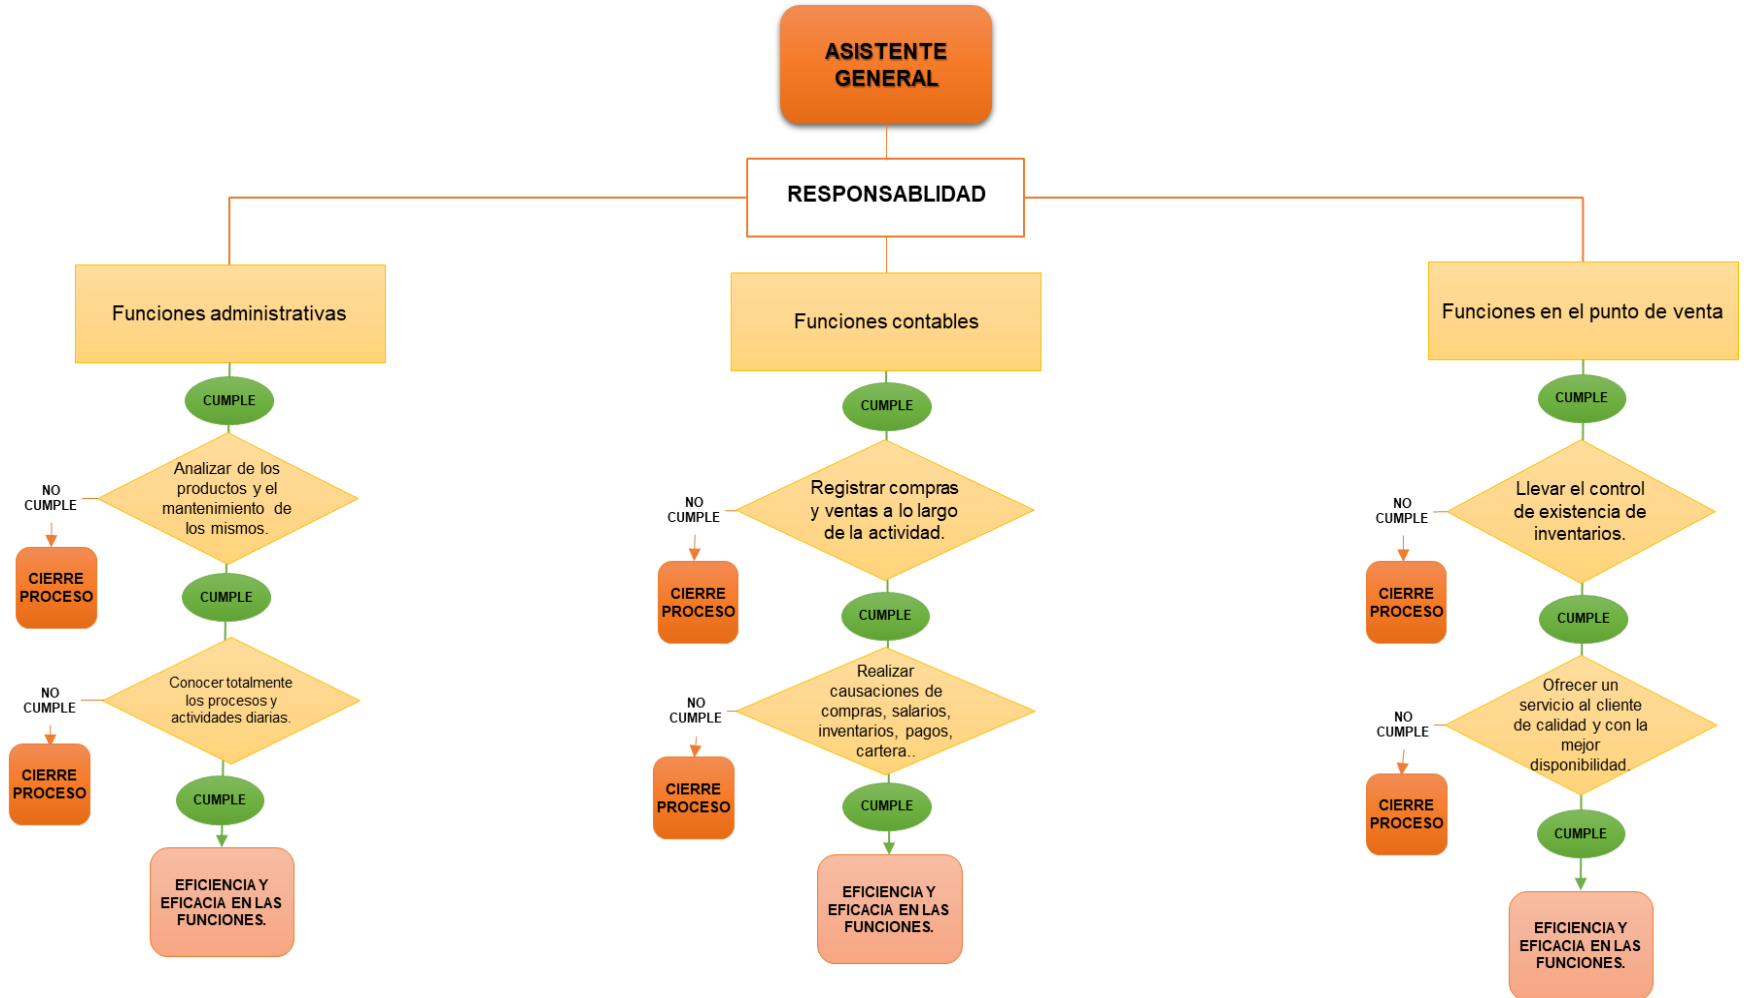 ASISTENTE
GENERAL
RESPONSABLIDAD
Funciones administrativas
CUMPLE
Analizar de los
productos y el
mantenimiento de
los mismos.
NO
CUMPLE
CIERRE
PROCESO
CUMPLE
Conocer totalmente
los procesos y
actividades diarias.
NO
CUMPLE
CIERRE
PROCESO
CUMPLE
EFICIENCIA Y
EFICACIA EN LAS
FUNCIONES.
Funciones contables
CUMPLE
Registrar compras
y ventas a lo largo
de la actividad.
NO
CUMPLE
CIERRE
PROCESO
CUMPLE
Realizar
causaciones de
compras, salarios,
inventarios, pagos,
cartera..
NO
CUMPLE
CIERRE
PROCESO
CUMPLE
EFICIENCIA Y
EFICACIA EN LAS
FUNCIONES.
Funciones en el punto de venta
CUMPLE
Llevar el control
de existencia de
inventarios.
NO
CUMPLE
CIERRE
PROCESO
CUMPLE
Ofrecer un
servicio al cliente
de calidad y con la
mejor
disponibilidad.
NO
CUMPLE
CIERRE
PROCESO
CUMPLE
EFICIENCIA Y
EFICACIA EN LAS
FUNCIONES.